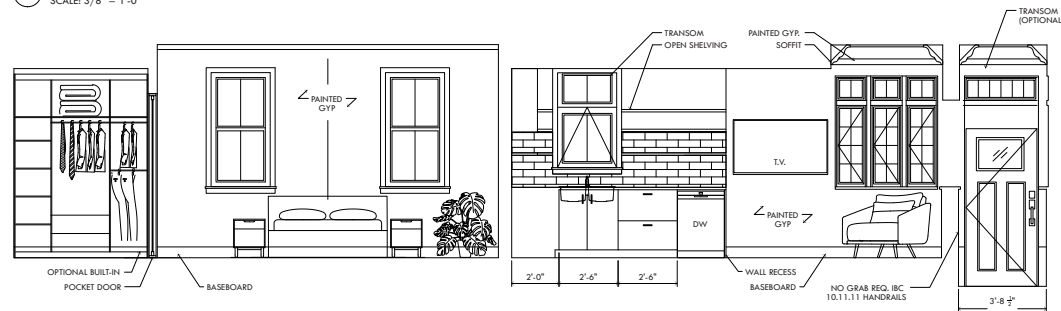 SCALE: 3/8" = 1'-0"
TRANSOM
(OPTIONAL
TRANSOM
OPEN SHELVING
PAINTED GYP.
SOFFIT
PAINTED
GYP
T.V.
DW
PAINTED
GYP
OPTIONAL BUILT-IN
POCKET DOOR
BASEBOARD
2'-0"
2'-6"
2'-6"
WALL RECESS
BASEBOARD
NO GRAB REQ. IBC
10.11.11 HANDRAILS
3'-8 ½"